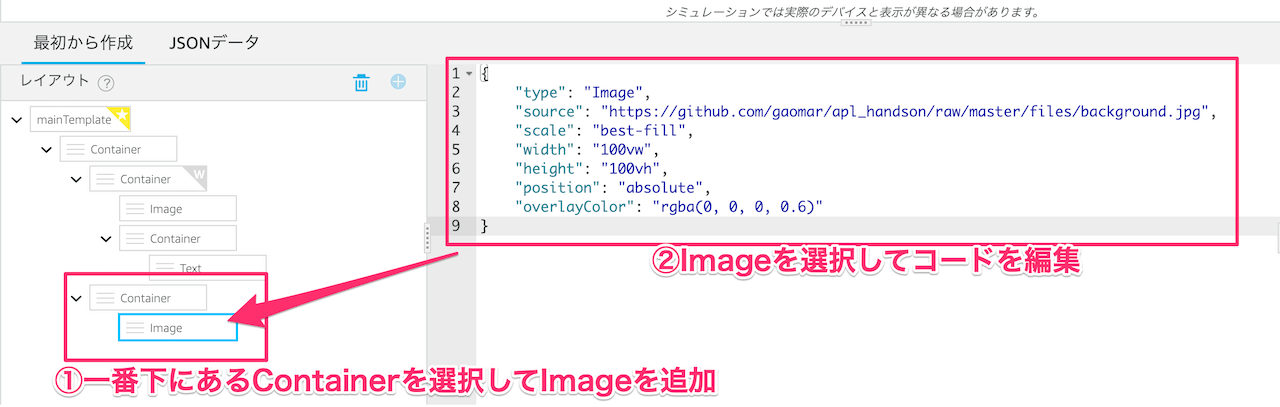 シミュレーションでは実際のデバイスと表示が異なる場合があります。
最初から作成 JSONデータ
レイアウト ?
mainTemplate
Container
Container W
Image
Container
Text
Container
Image
1 {
2 "type": "Image",
3 "source": "https://github.com/gaomar/apl_handson/raw/master/files/background.jpg",
4 "scale": "best-fill",
5 "width": "100vw",
6 "height": "100vh",
7 "position": "absolute",
8 "overlayColor": "rgba(0, 0, 0, 0.6)"
9 }
②Imageを選択してコードを編集
①一番下にあるContainerを選択してImageを追加